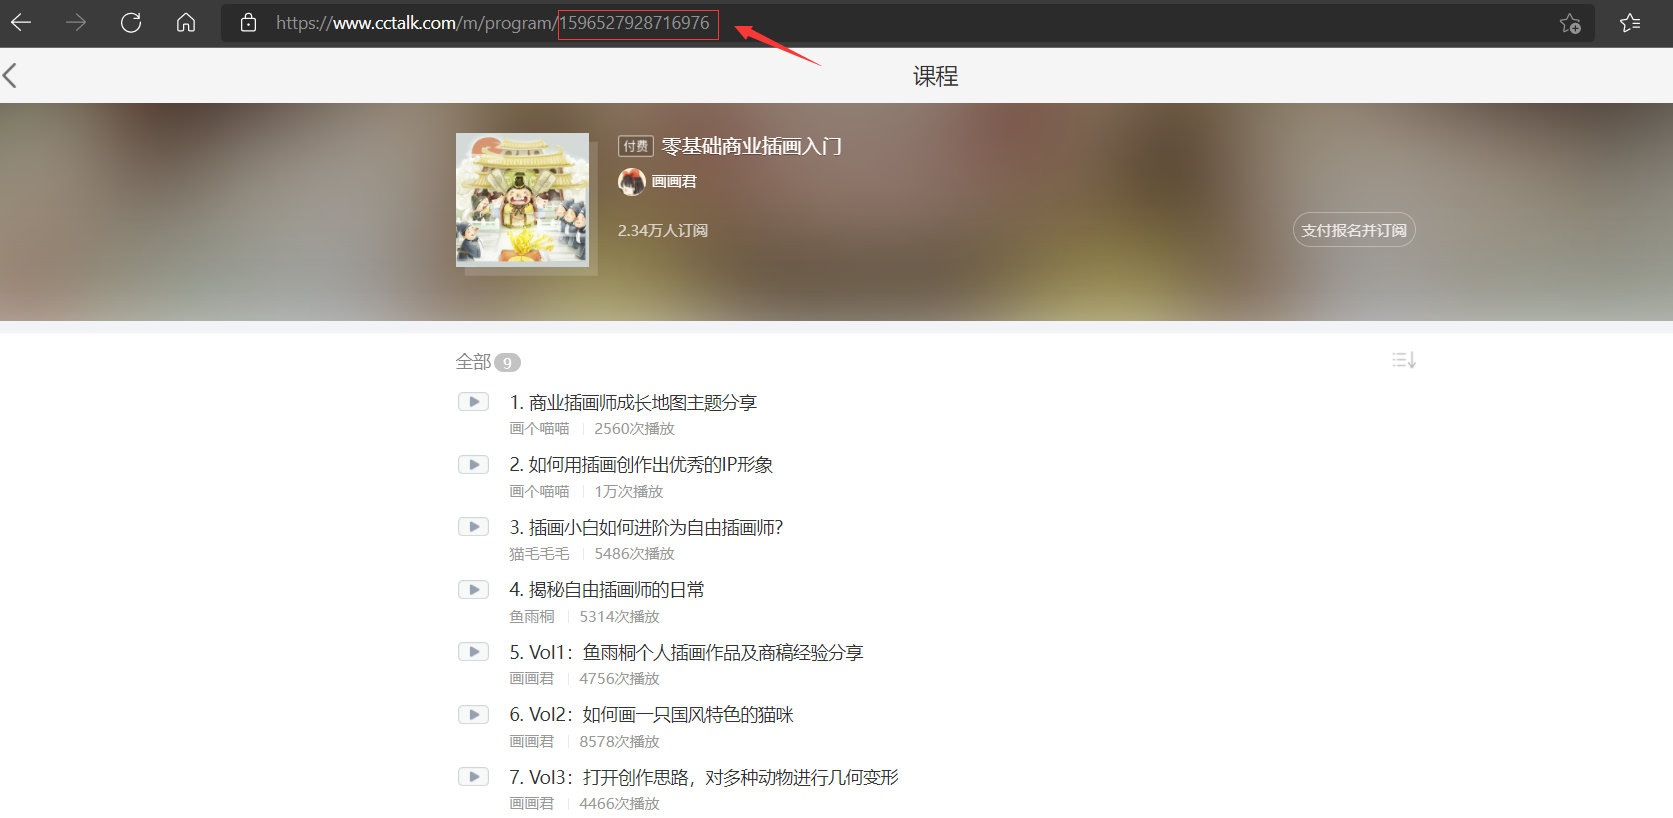 https://www.cctalk.com/m/program/1596527928716976
课程
付费 零基础商业插画入门
画画君
2.34万人订阅
支付报名并订阅
全部 9
1. 商业插画师成长地图主题分享
画个喵喵 | 2560次播放
2. 如何用插画创作出优秀的IP形象
画个喵喵 | 1万次播放
3. 插画小白如何进阶为自由插画师?
猫毛毛毛 | 5486次播放
4. 揭秘自由插画师的日常
鱼雨桐 | 5314次播放
5. Vol1：鱼雨桐个人插画作品及商稿经验分享
画画君 | 4756次播放
6. Vol2：如何画一只国风特色的猫咪
画画君 | 8578次播放
7. Vol3：打开创作思路，对多种动物进行几何变形
画画君 | 4466次播放